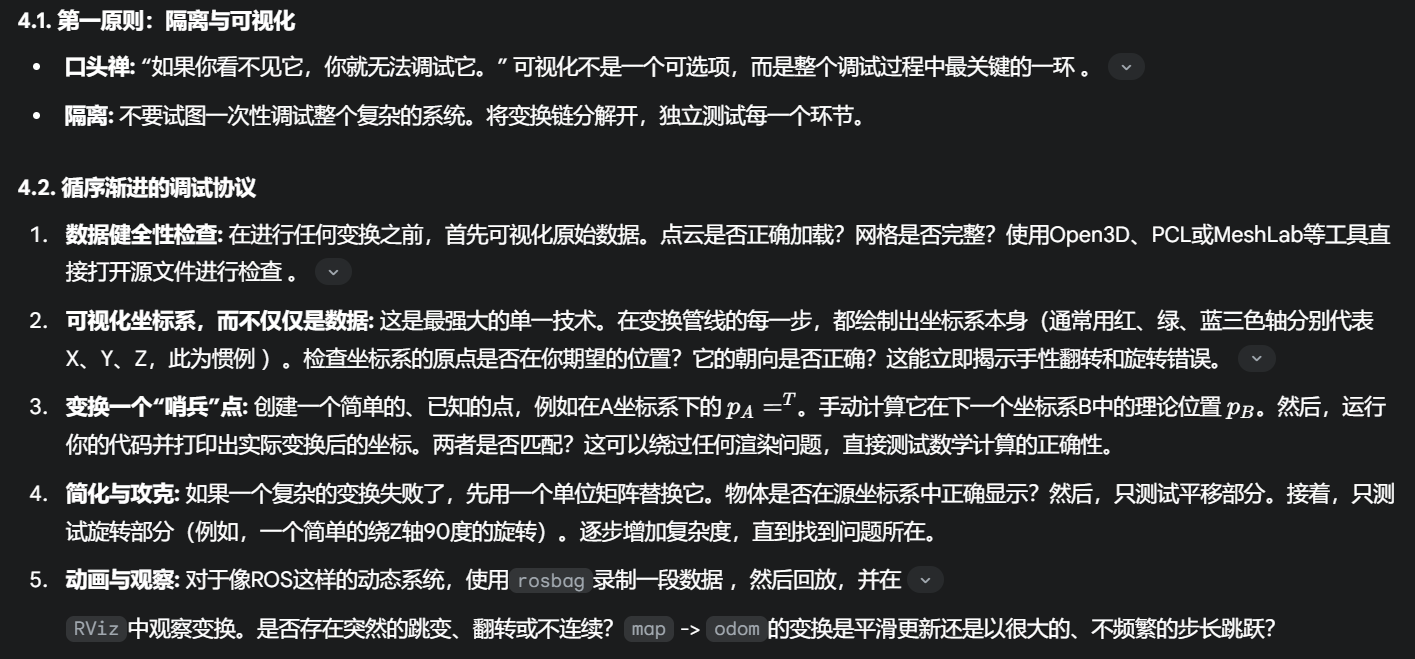 4.1. 第一原则：隔离与可视化
• 口头禅: “如果你看不见它，你就无法调试它。” 可视化不是一个可选项，而是整个调试过程中最关键的一环 。
• 隔离: 不要试图一次性调试整个复杂的系统。将变换链分解开，独立测试每一个环节。
4.2. 循序渐进的调试协议
1. 数据健全性检查: 在进行任何变换之前，首先可视化原始数据。点云是否正确加载？网格是否完整？使用Open3D、PCL或MeshLab等工具直
接打开源文件进行检查 。
2. 可视化坐标系，而不仅仅是数据: 这是最强大的单一技术。在变换管线的每一步，都绘制出坐标系本身（通常用红、绿、蓝三色轴分别代表
X、Y、Z，此为惯例 ）。检查坐标系的原点是否在你期望的位置？它的朝向是否正确？这能立即揭示手性翻转和旋转错误。
3. 变换一个“哨兵”点: 创建一个简单的、已知的点，例如在A坐标系下的 p_A =^T。手动计算它在下一个坐标系B中的理论位置 p_B。然后，运行
你的代码并打印出实际变换后的坐标。两者是否匹配？这可以绕过任何渲染问题，直接测试数学计算的正确性。
4. 简化与攻克: 如果一个复杂的变换失败了，先用一个单位矩阵替换它。物体是否在源坐标系中正确显示？然后，只测试平移部分。接着，只测
试旋转部分（例如，一个简单的绕Z轴90度的旋转）。逐步增加复杂度，直到找到问题所在。
5. 动画与观察: 对于像ROS这样的动态系统，使用 rosbag 录制一段数据 ，然后回放，并在
RViz 中观察变换。是否存在突然的跳变、翻转或不连续？ map -> odom 的变换是平滑更新还是以很大的、不频繁的步长跳跃？